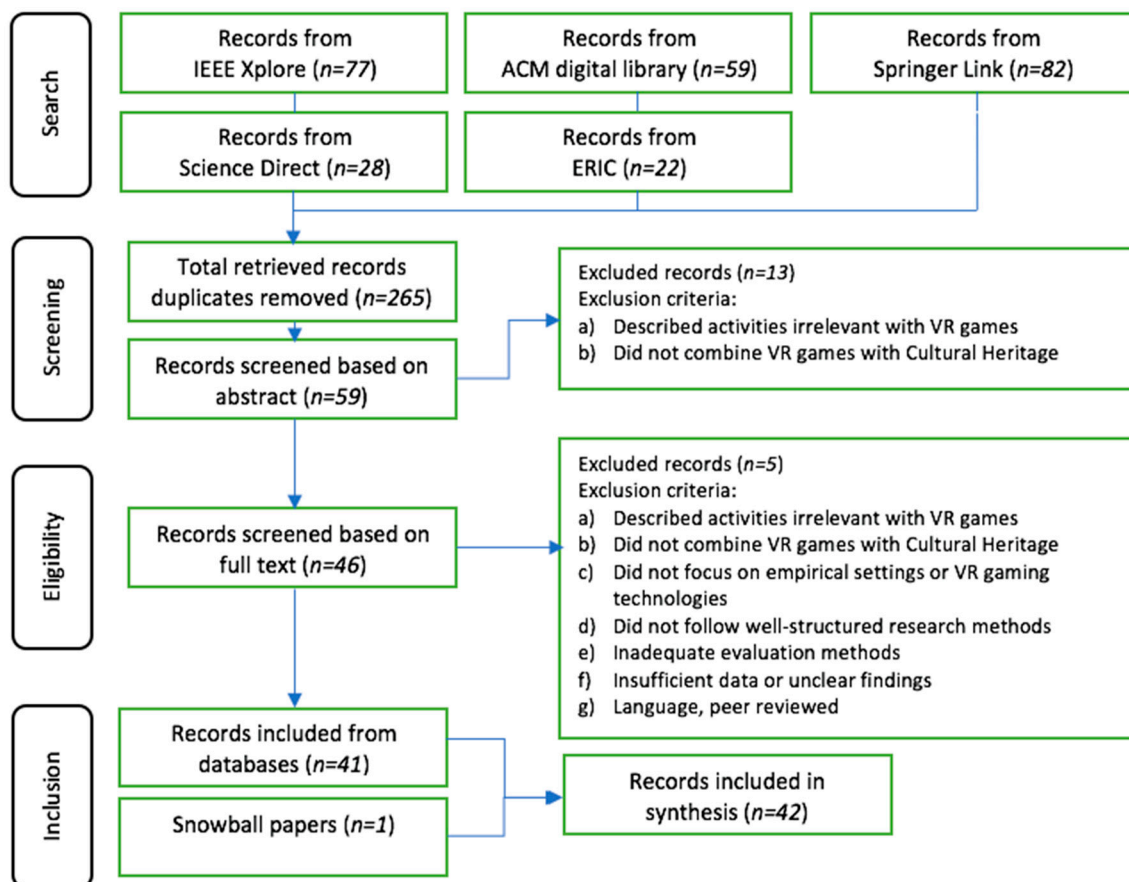 Search
Records from
IEEE Xplore (n=77)
Records from
ACM digital library (n=59)
Records from
Springer Link (n=82)
Records from
Science Direct (n=28)
Records from
ERIC (n=22)
Screening
Total retrieved records
duplicates removed (n=265)
Records screened based on
abstract (n=59)
Excluded records (n=13)
Exclusion criteria:
a) Described activities irrelevant with VR games
b) Did not combine VR games with Cultural Heritage
Eligibility
Records screened based on
full text (n=46)
Excluded records (n=5)
Exclusion criteria:
a) Described activities irrelevant with VR games
b) Did not combine VR games with Cultural Heritage
c) Did not focus on empirical settings or VR gaming
technologies
d) Did not follow well-structured research methods
e) Inadequate evaluation methods
f) Insufficient data or unclear findings
g) Language, peer reviewed
Inclusion
Records included from
databases (n=41)
Snowball papers (n=1)
Records included in
synthesis (n=42)